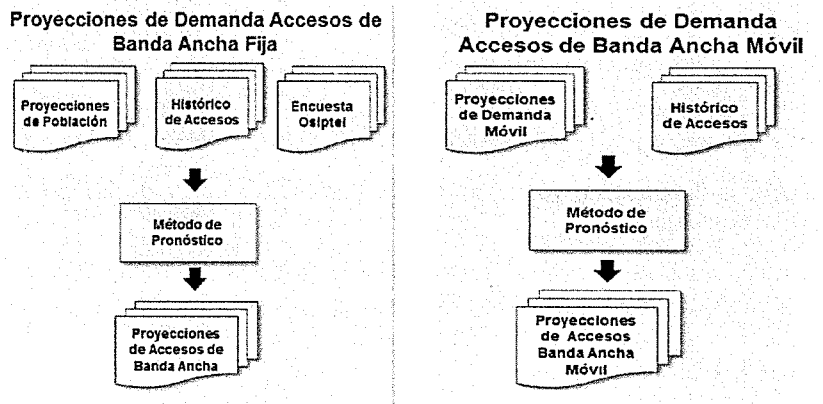 Proyecciones de Demanda Accesos de
Banda Ancha Fija
Proyecciones
de Población
Histórico
de Accesos
Encuesta
Osiptel
Método de
Pronóstico
Proyecciones
de Accesos de
Banda Ancha
Proyecciones de Demanda
Accesos de Banda Ancha Móvil
Proyecciones
de Demanda
Móvil
Histórico
de Accesos
Método de
Pronóstico
Proyecciones
de Accesos
Banda Ancha
Móvil